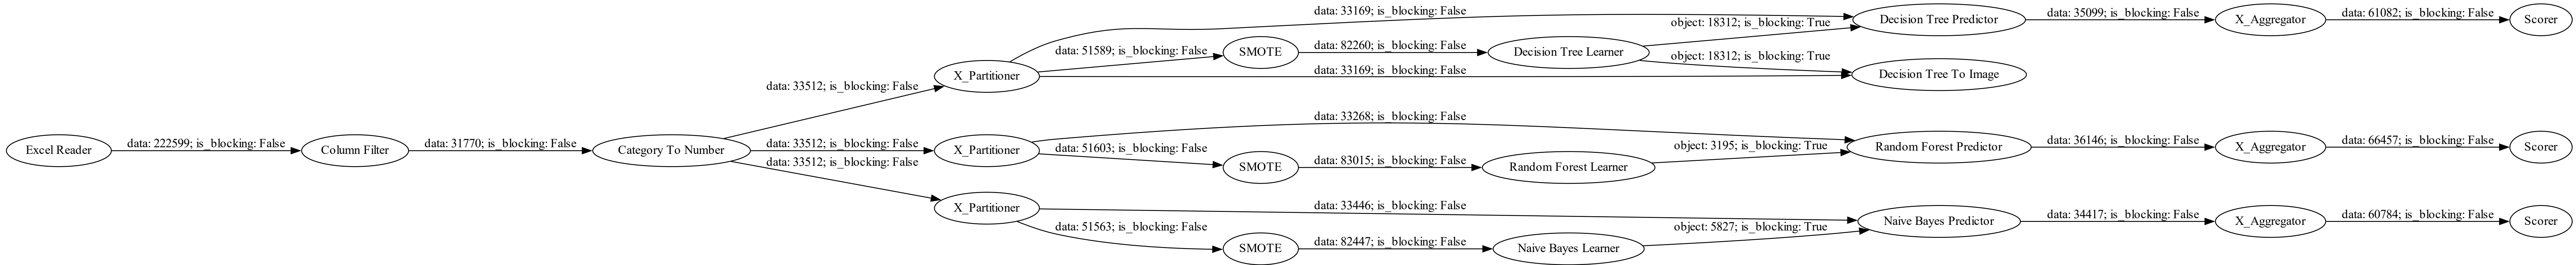 Excel Reader
data: 222599; is_blocking: False
Column Filter
data: 31770; is_blocking: False
Category To Number
data: 33512; is_blocking: False
data: 33512; is_blocking: False
data: 33512; is_blocking: False
X_Partitioner
data: 33169; is_blocking: False
data: 51589; is_blocking: False
SMOTE
data: 82260; is_blocking: False
Decision Tree Learner
object: 18312; is_blocking: True
object: 18312; is_blocking: True
data: 33169; is_blocking: False
Decision Tree Predictor
data: 35099; is_blocking: False
X_Aggregator
data: 61082; is_blocking: False
Scorer
Decision Tree To Image
X_Partitioner
data: 33268; is_blocking: False
data: 51603; is_blocking: False
SMOTE
data: 83015; is_blocking: False
Random Forest Learner
object: 3195; is_blocking: True
Random Forest Predictor
data: 36146; is_blocking: False
X_Aggregator
data: 66457; is_blocking: False
Scorer
X_Partitioner
data: 33446; is_blocking: False
data: 51563; is_blocking: False
SMOTE
data: 82447; is_blocking: False
Naive Bayes Learner
object: 5827; is_blocking: True
Naive Bayes Predictor
data: 34417; is_blocking: False
X_Aggregator
data: 60784; is_blocking: False
Scorer